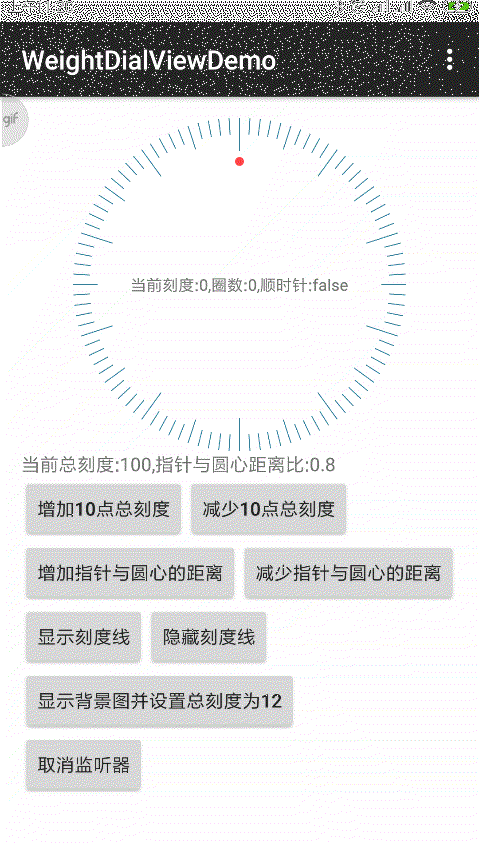 WeightDialViewDemo
gif
当前刻度:0,圈数:0,顺时针:false
当前总刻度:100,指针与圆心距离比:0.8
增加10点总刻度 减少10点总刻度
增加指针与圆心的距离 减少指针与圆心的距离
显示刻度线 隐藏刻度线
显示背景图并设置总刻度为12
取消监听器